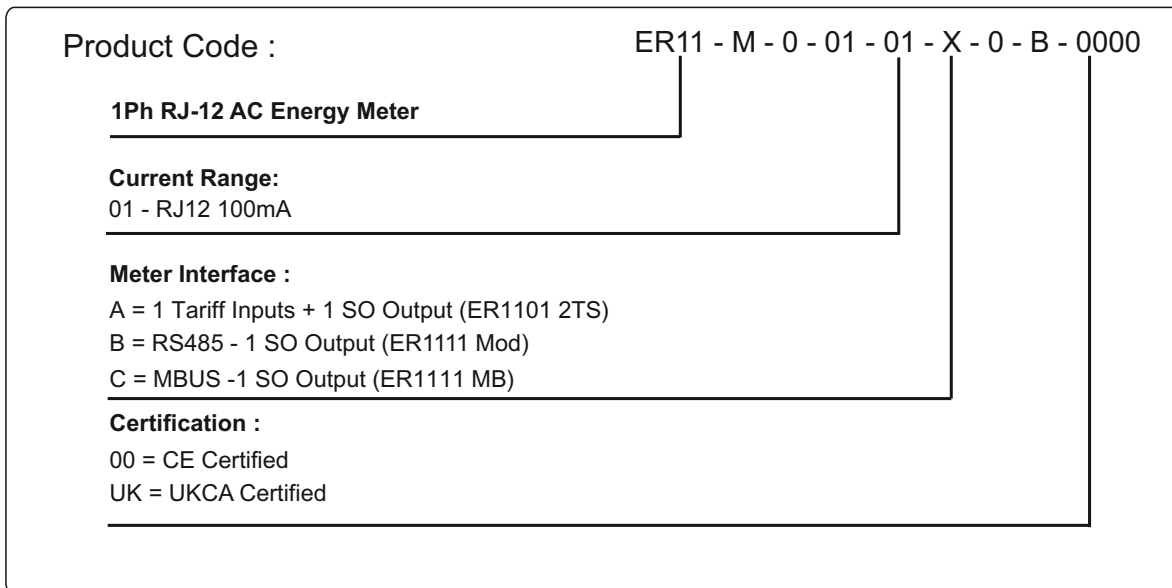 Product Code : ER11 - M - 0 - 01 - 01 - X - 0 - B - 0000
1Ph RJ-12 AC Energy Meter
Current Range:
01 - RJ12 100mA
Meter Interface :
A = 1 Tariff Inputs + 1 SO Output (ER1101 2TS)
B = RS485 - 1 SO Output (ER1111 Mod)
C = MBUS -1 SO Output (ER1111 MB)
Certification :
00 = CE Certified
UK = UKCA Certified